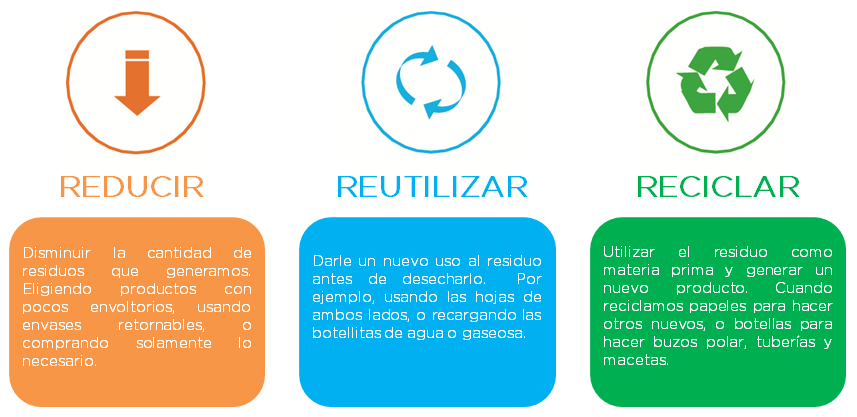 REDUCIR
Disminuir la cantidad de
residuos que generamos.
Eligiendo productos con
pocos envoltorios, usando
envases retornables, o
comprando solamente lo
necesario.
REUTILIZAR
Darle un nuevo uso al residuo
antes de desecharlo. Por
ejemplo, usando las hojas de
ambos lados, o recargando las
botellitas de agua o gaseosa.
RECICLAR
Utilizar el residuo como
materia prima y generar un
nuevo producto. Cuando
reciclamos papeles para hacer
otros nuevos, o botellas para
hacer buzos polar, tuberías y
macetas.